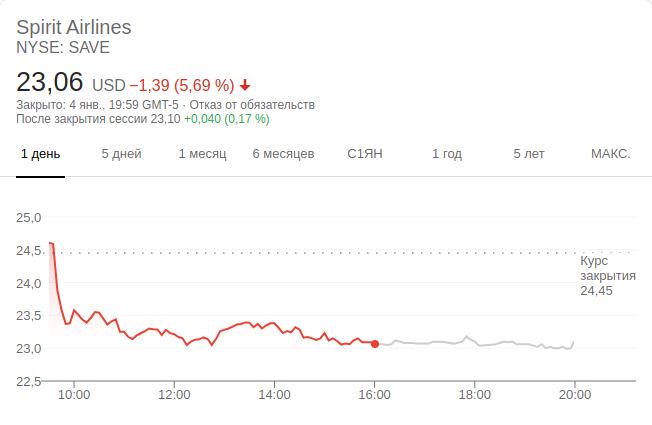 Spirit Airlines
NYSE: SAVE
23,06 USD −1,39 (5,69 %)
Закрыто: 4 янв., 19:59 GMT-5 · Отказ от обязательств
После закрытия сессии 23,10 +0,040 (0,17 %)
1 день 5 дней 1 месяц 6 месяцев С1ЯН 1 год 5 лет МАКС.
25,0
24,5
Курс
закрытия
24,45
24,0
23,5
23,0
22,5
10:00 12:00 14:00 16:00 18:00 20:00